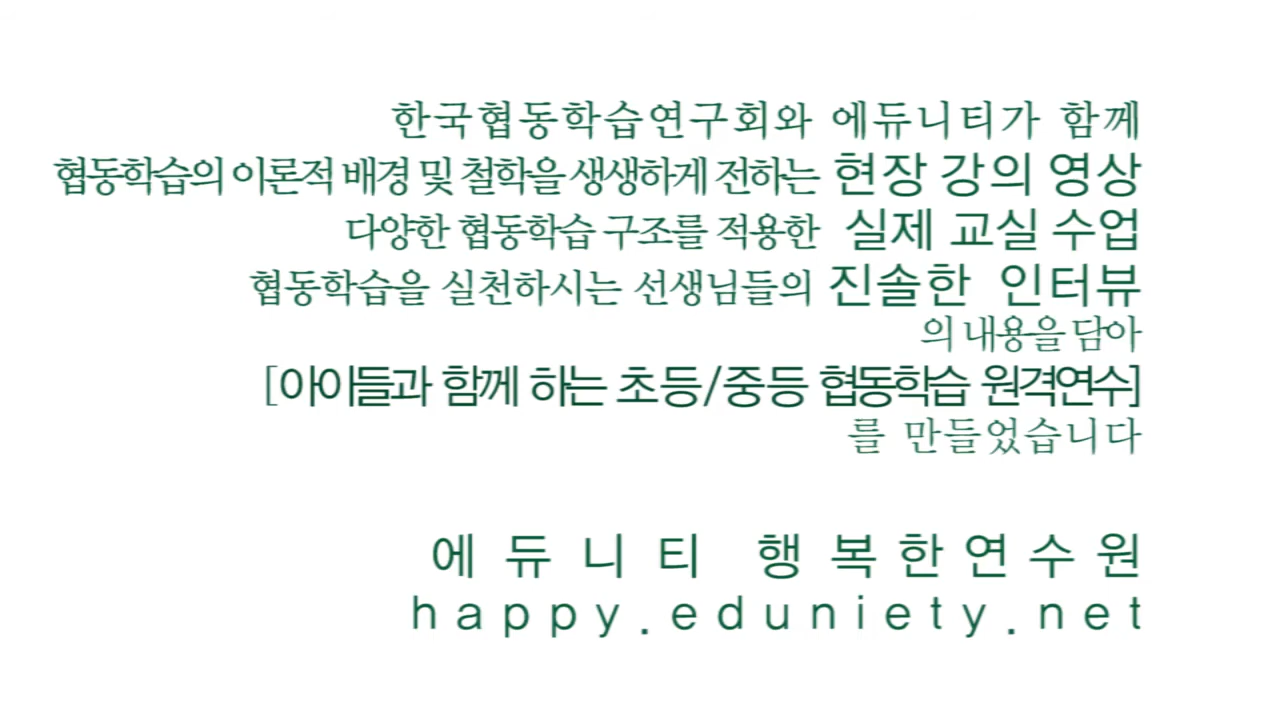 한국협동학습연구회와 에듀니티가 함께
협동학습의 이론적 배경 및 철학을 생생하게 전하는 현장 강의 영상
다양한 협동학습 구조를 적용한 실제 교실 수업
협동학습을 실천하시는 선생님들의 진솔한 인터뷰
의 내용을 담아
[아이들과 함께 하는 초등/중등 협동학습 원격연수]
를 만들었습니다
에듀니티 행복한연수원
happy.eduniety.net